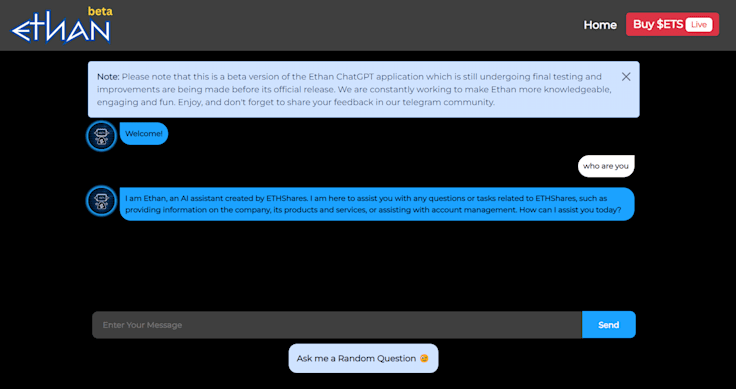 beta
ETHAN
Home
Buy $ETS Live
Note: Please note that this is a beta version of the Ethan ChatGPT application which is still undergoing final testing and
improvements are being made before its official release. We are constantly working to make Ethan more knowledgeable,
engaging and fun. Enjoy, and don't forget to share your feedback in our telegram community.
Welcome!
who are you
I am Ethan, an AI assistant created by ETHShares. I am here to assist you with any questions or tasks related to ETHShares, such as
providing information on the company, its products and services, or assisting with account management. How can I assist you today?
Enter Your Message
Send
Ask me a Random Question 😊